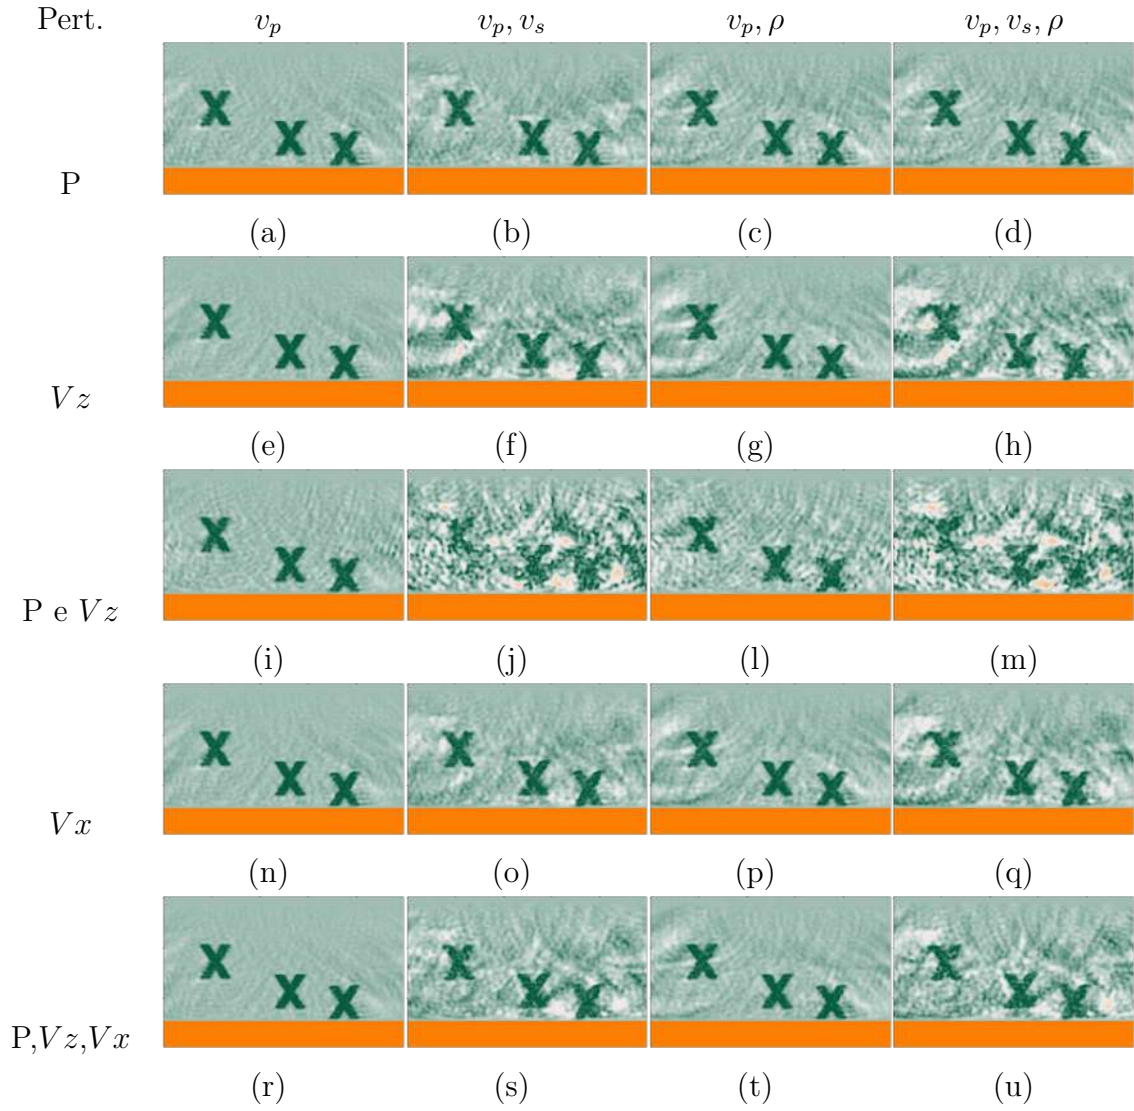 Pert. v_p v_p, v_s v_p, ρ v_p, v_s, ρ
P
(a) (b) (c) (d)
Vz
(e) (f) (g) (h)
P e Vz
(i) (j) (l) (m)
Vx
(n) (o) (p) (q)
P,Vz,Vx
(r) (s) (t) (u)